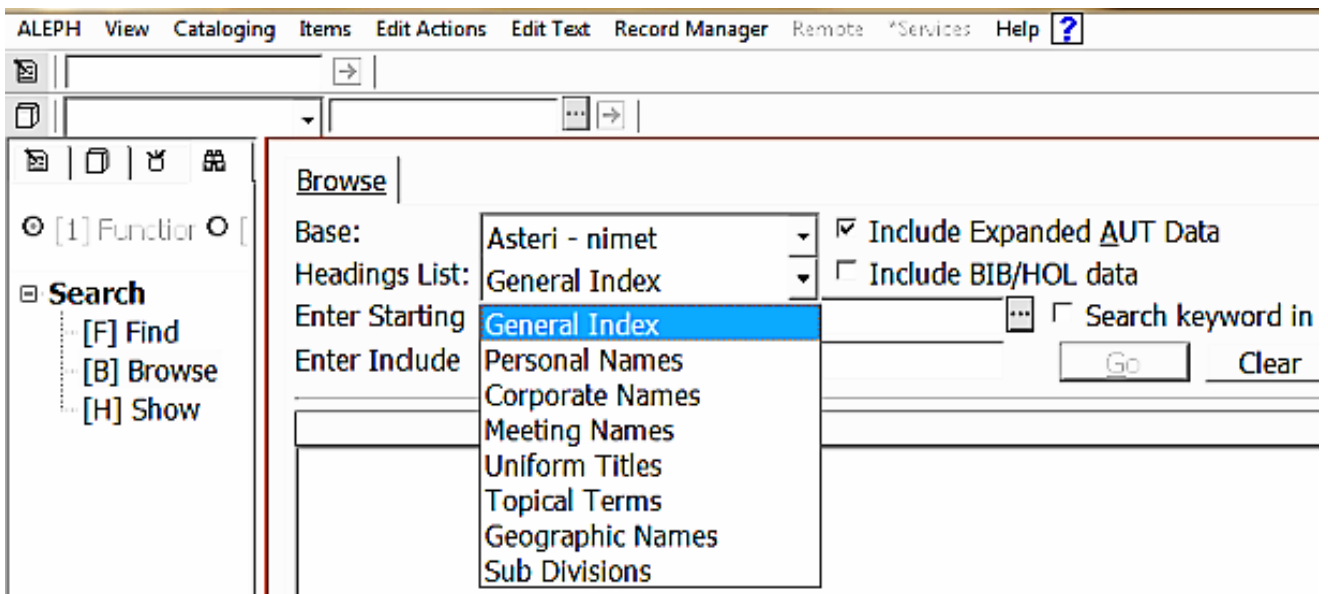 ALEPH View Cataloging Items Edit Actions Edit Text Record Manager Remote *Services Help ?
Browse
[1] Function [
Base: Asteri - nimet Include Expanded AUT Data
Headings List: General Index Include BIB/HOL data
Search
Enter Starting General Index Search keyword in
[F] Find
Enter Include Personal Names Go Clear
[B] Browse
Corporate Names
[H] Show
Meeting Names
Uniform Titles
Topical Terms
Geographic Names
Sub Divisions